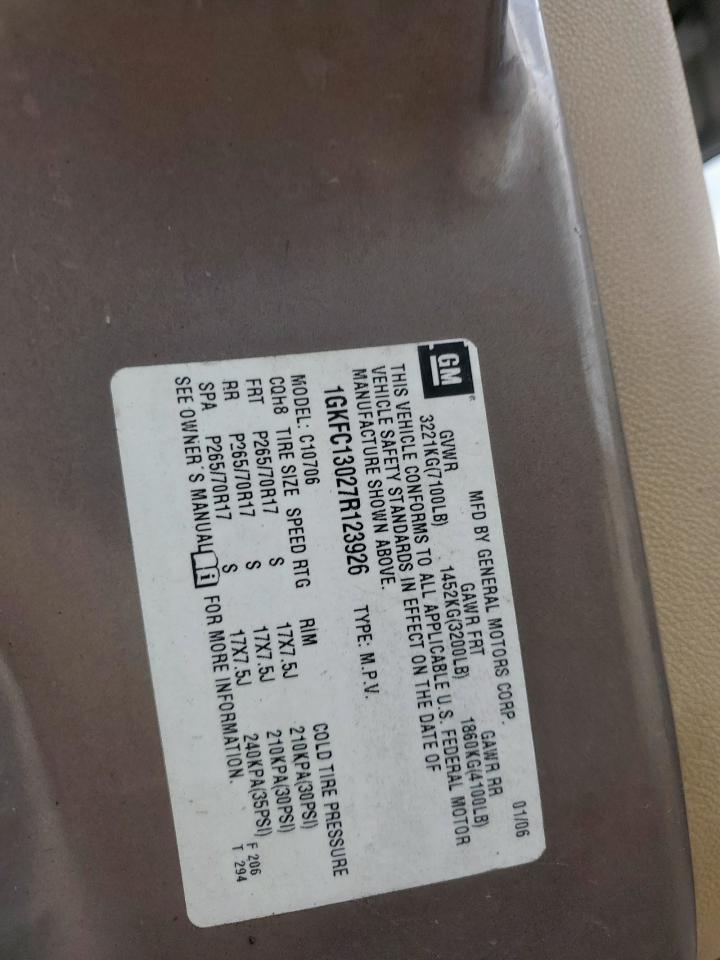 GM
®
MFD BY GENERAL MOTORS CORP. 01/06
GVWR GAWR FRT GAWR RR
3221KG(7100LB) 1452KG(3200LB) 1860KG(4100LB)
THIS VEHICLE CONFORMS TO ALL APPLICABLE U.S. FEDERAL MOTOR
VEHICLE SAFETY STANDARDS IN EFFECT ON THE DATE OF
MANUFACTURE SHOWN ABOVE.
1GKFC13027R123926 TYPE: M.P.V.
MODEL: C10706
CQH8 TIRE SIZE SPEED RTG RIM COLD TIRE PRESSURE
FRT P265/70R17 S 17X7.5J 210KPA(30PSI)
RR P265/70R17 S 17X7.5J 210KPA(30PSI)
SPA P265/70R17 S 17X7.5J 240KPA(35PSI)
SEE OWNER'S MANUAL FOR MORE INFORMATION.
F 206
T 294